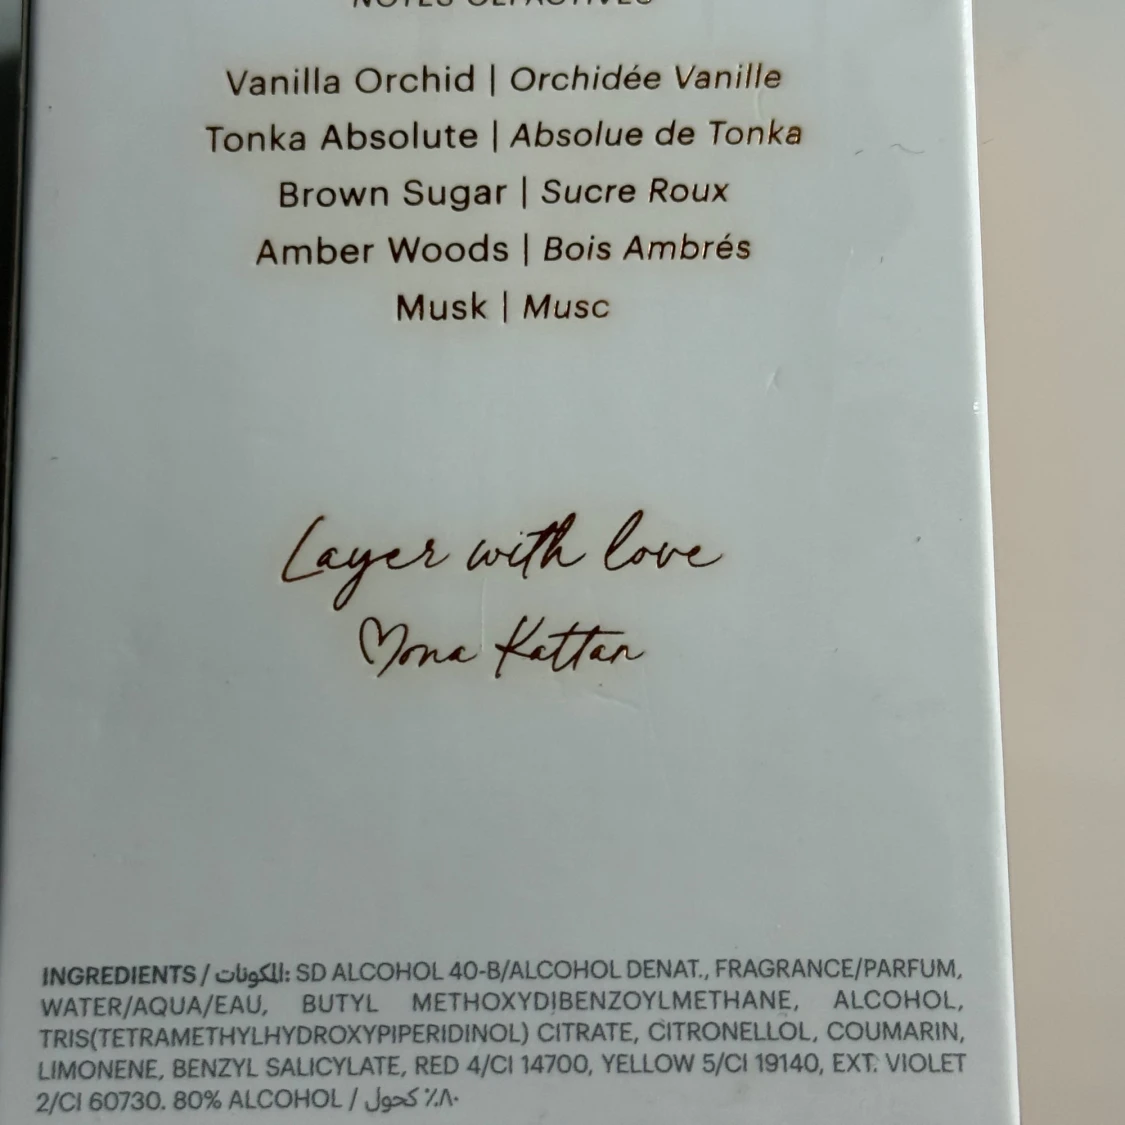 NOTES OLFACTIVES
Vanilla Orchid | Orchidée Vanille
Tonka Absolute | Absolue de Tonka
Brown Sugar | Sucre Roux
Amber Woods | Bois Ambrés
Musk | Musc
Layer with love
Mona Kattan
INGREDIENTS / المكونات: SD ALCOHOL 40-B/ALCOHOL DENAT., FRAGRANCE/PARFUM,
WATER/AQUA/EAU, BUTYL METHOXYDIBENZOYLMETHANE, ALCOHOL,
TRIS(TETRAMETHYLHYDROXYPIPERIDINOL) CITRATE, CITRONELLOL, COUMARIN,
LIMONENE, BENZYL SALICYLATE, RED 4/CI 14700, YELLOW 5/CI 19140, EXT. VIOLET
2/CI 60730. 80% ALCOHOL / ٨٠٪ كحول